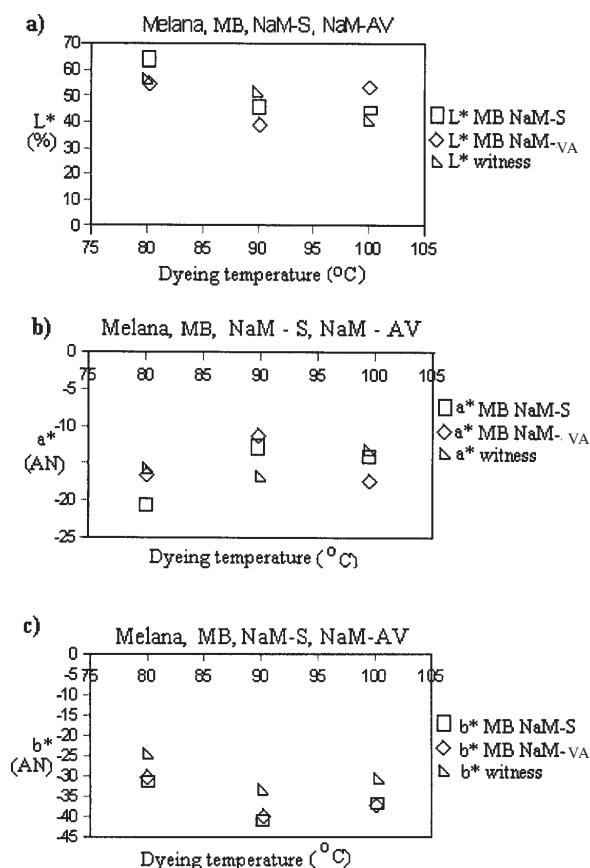 a)
Melana, MB, NaM-S, NaM-AV
70
60
50
40
30
20
10
0
L*
(%)
75 80 85 90 95 100 105
Dyeing temperature (°C)
L* MB NaM-S
L* MB NaM-VA
L* witness
b)
Melana, MB, NaM - S, NaM - AV
0
75 80 85 90 95 100 105
-5
-10
-15
-20
-25
a*
(AN)
Dyeing temperature (°C)
a* MB NaM-S
a* MB NaM-VA
a* witness
c)
Melana, MB, NaM-S, NaM-AV
0
75 80 85 90 95 100 105
-5
-10
-15
-20
-25
-30
-35
-40
-45
b*
(AN)
Dyeing temperature (°C)
b* MB NaM-S
b* MB NaM-VA
b* witness